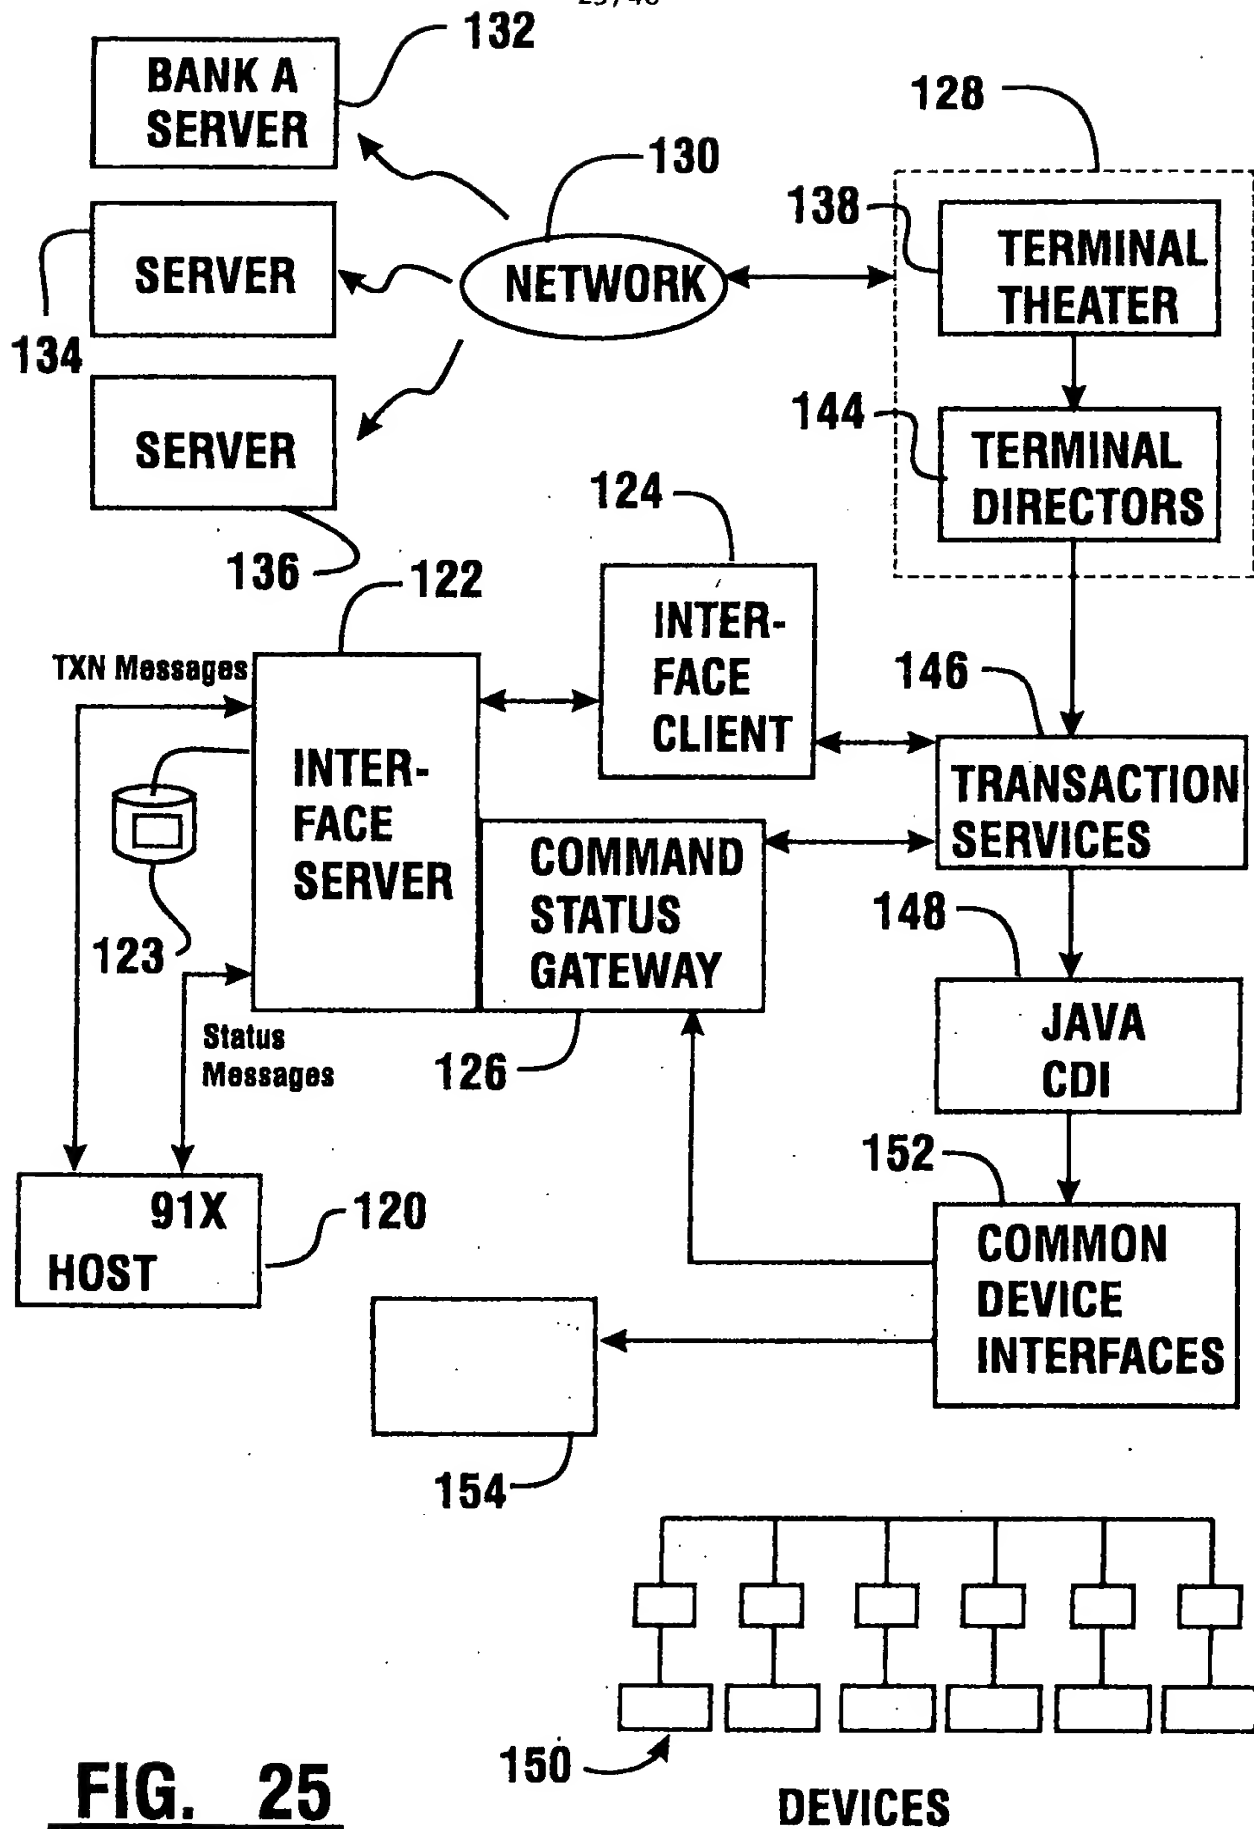 132
BANK A
SERVER
128
130
138
TERMINAL
THEATER
SERVER
NETWORK
134
144
SERVER
TERMINAL
DIRECTORS
124
136
122
INTER-
FACE
CLIENT
TXN Messages
146
INTER-
FACE
SERVER
TRANSACTION
SERVICES
COMMAND
STATUS
GATEWAY
148
123
JAVA
CDI
Status
Messages
126
152
91X
HOST
120
COMMON
DEVICE
INTERFACES
154
150
DEVICES
FIG. 25